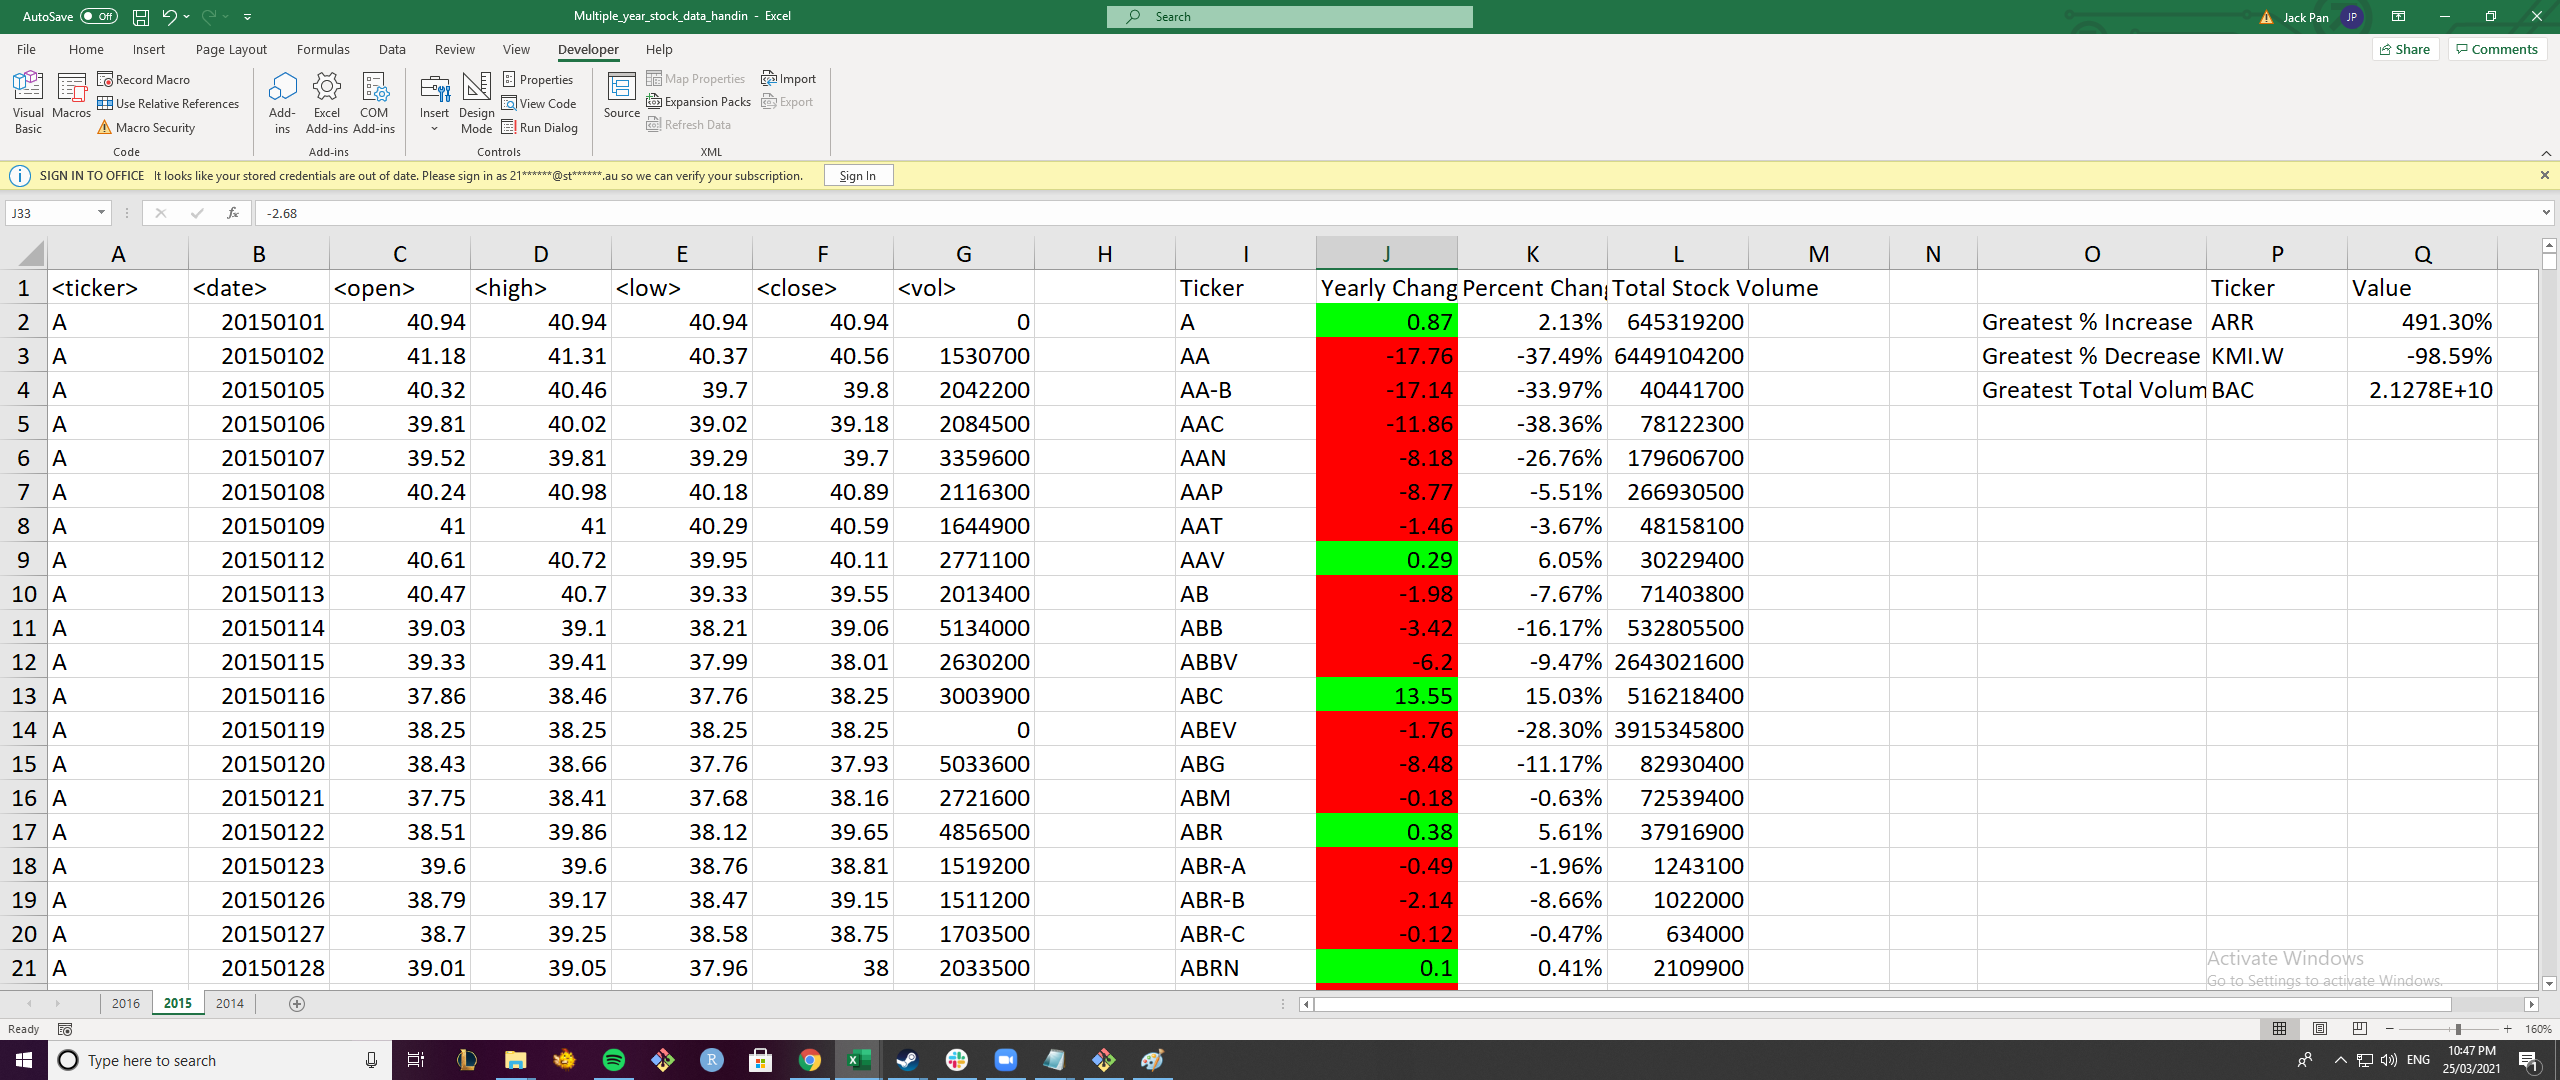 AutoSave Off Multiple_year_stock_data_handin - Excel Search Jack Pan JP
File Home Insert Page Layout Formulas Data Review View Developer Help Share Comments
Visual Basic Macros Record Macro Use Relative References Macro Security Code
Add-ins Excel Add-ins COM Add-ins Add-ins
Insert Design Mode Properties View Code Run Dialog Controls
Source Map Properties Expansion Packs Refresh Data Import Export XML
SIGN IN TO OFFICE It looks like your stored credentials are out of date. Please sign in as 21******@st******.au so we can verify your subscription. Sign In
J33 fx -2.68
A B C D E F G H I J K L M N O P Q
1 <ticker> <date> <open> <high> <low> <close> <vol> Ticker Yearly Chang Percent Chan Total Stock Volume Ticker Value
2 A 20150101 40.94 40.94 40.94 40.94 0 A 0.87 2.13% 645319200 Greatest % Increase ARR 491.30%
3 A 20150102 41.18 41.31 40.37 40.56 1530700 AA -17.76 -37.49% 6449104200 Greatest % Decrease KMI.W -98.59%
4 A 20150105 40.32 40.46 39.7 39.8 2042200 AA-B -17.14 -33.97% 40441700 Greatest Total Volum BAC 2.1278E+10
5 A 20150106 39.81 40.02 39.02 39.18 2084500 AAC -11.86 -38.36% 78122300
6 A 20150107 39.52 39.81 39.29 39.7 3359600 AAN -8.18 -26.76% 179606700
7 A 20150108 40.24 40.98 40.18 40.89 2116300 AAP -8.77 -5.51% 266930500
8 A 20150109 41 41 40.29 40.59 1644900 AAT -1.46 -3.67% 48158100
9 A 20150112 40.61 40.72 39.95 40.11 2771100 AAV 0.29 6.05% 30229400
10 A 20150113 40.47 40.7 39.33 39.55 2013400 AB -1.98 -7.67% 71403800
11 A 20150114 39.03 39.1 38.21 39.06 5134000 ABB -3.42 -16.17% 532805500
12 A 20150115 39.33 39.41 37.99 38.01 2630200 ABBV -6.2 -9.47% 2643021600
13 A 20150116 37.86 38.46 37.76 38.25 3003900 ABC 13.55 15.03% 516218400
14 A 20150119 38.25 38.25 38.25 38.25 0 ABEV -1.76 -28.30% 3915345800
15 A 20150120 38.43 38.66 37.76 37.93 5033600 ABG -8.48 -11.17% 82930400
16 A 20150121 37.75 38.41 37.68 38.16 2721600 ABM -0.18 -0.63% 72539400
17 A 20150122 38.51 39.86 38.12 39.65 4856500 ABR 0.38 5.61% 37916900
18 A 20150123 39.6 39.6 38.76 38.81 1519200 ABR-A -0.49 -1.96% 1243100
19 A 20150126 38.79 39.17 38.47 39.15 1511200 ABR-B -2.14 -8.66% 1022000
20 A 20150127 38.7 39.25 38.58 38.75 1703500 ABR-C -0.12 -0.47% 634000
21 A 20150128 39.01 39.05 37.96 38 2033500 ABRN 0.1 0.41% 2109900
Activate Windows
Go to Settings to activate Windows.
2016 2015 2014
Ready 160%
Type here to search R ENG 10:47 PM
25/03/2021 1